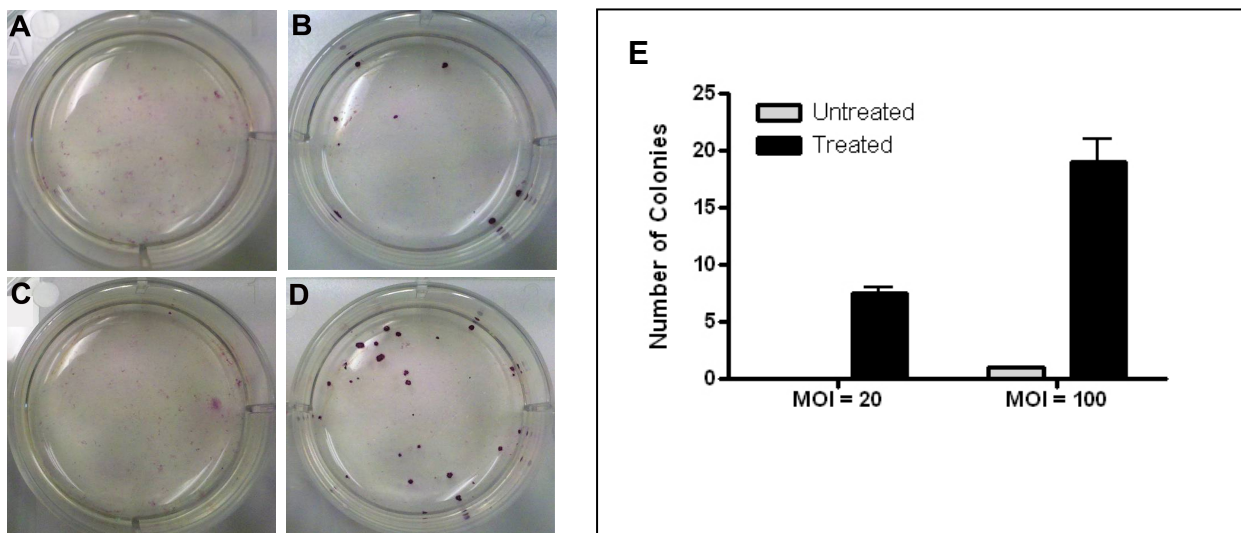 A
B
C
D
E
25
20
15
10
5
0
Number of Colonies
Untreated
Treated
MOI = 20
MOI = 100